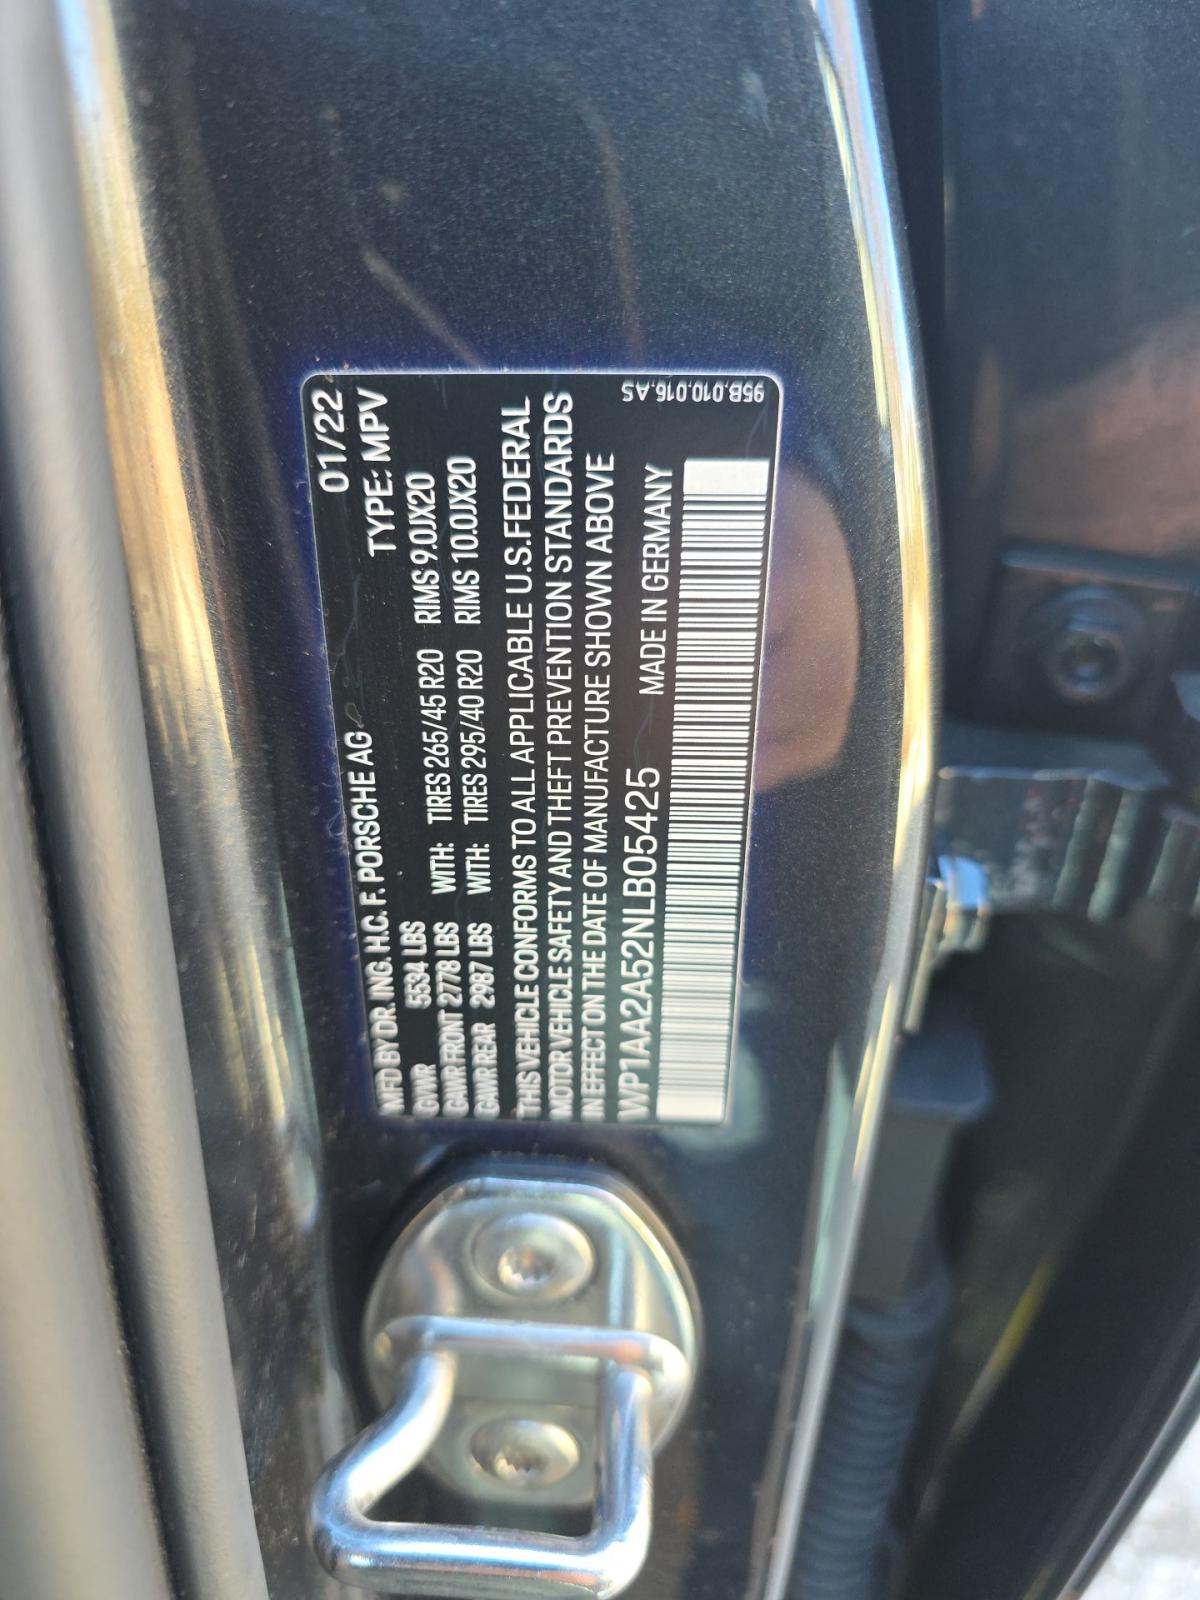 01/22
MFD BY DR. ING. H.C. F. PORSCHE AG TYPE: MPV
GVWR 5534 LBS WITH: TIRES 265/45 R20 RIMS 9.0JX20
GAWR FRONT 2778 LBS WITH: TIRES 295/40 R20 RIMS 10.0JX20
GAWR REAR 2987 LBS
THIS VEHICLE CONFORMS TO ALL APPLICABLE U.S.FEDERAL
MOTOR VEHICLE SAFETY AND THEFT PREVENTION STANDARDS
IN EFFECT ON THE DATE OF MANUFACTURE SHOWN ABOVE
WP1AA2A52NLB05425 MADE IN GERMANY
95B.010.016.AS